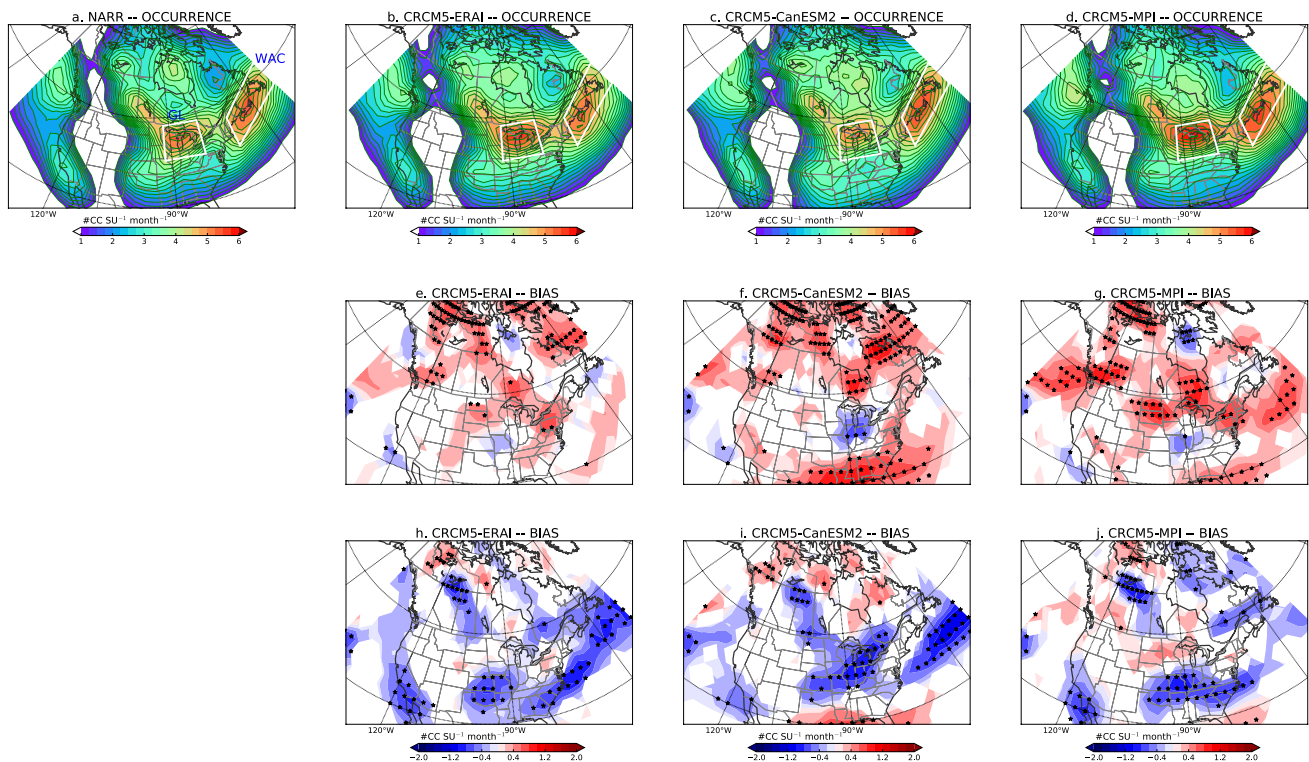 a. NARR -- OCCURRENCE
b. CRCM5-ERAI -- OCCURRENCE
c. CRCM5-CanESM2 − OCCURRENCE
d. CRCM5-MPI -- OCCURRENCE
WAC
GL
120°W 90°W
120°W 90°W
120°W 90°W
120°W 90°W
#CC SU⁻¹ month⁻¹
1 2 3 4 5 6
#CC SU⁻¹ month⁻¹
1 2 3 4 5 6
#CC SU⁻¹ month⁻¹
1 2 3 4 5 6
#CC SU⁻¹ month⁻¹
1 2 3 4 5 6
e. CRCM5-ERAI -- BIAS
f. CRCM5-CanESM2 − BIAS
g. CRCM5-MPI -- BIAS
h. CRCM5-ERAI -- BIAS
i. CRCM5-CanESM2 -- BIAS
j. CRCM5-MPI − BIAS
120°W 90°W
120°W 90°W
120°W 90°W
#CC SU⁻¹ month⁻¹
−2.0 −1.2 −0.4 0.4 1.2 2.0
#CC SU⁻¹ month⁻¹
−2.0 −1.2 −0.4 0.4 1.2 2.0
#CC SU⁻¹ month⁻¹
−2.0 −1.2 −0.4 0.4 1.2 2.0